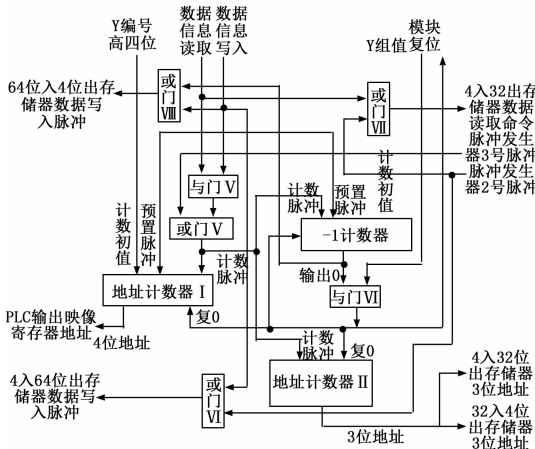 Y编号
高四位
数据
信息
读取
数据
信息
写入
模块
复位
Y组值
64位入4位出存
储器数据写
入脉冲
或
门
Ⅷ
或
门
Ⅶ
4入32出存
储器数据
读取命令
脉冲发生
器3号脉冲
脉冲发生
器2号脉冲
与门Ⅴ
或门Ⅴ
计数
脉冲
预置
脉冲
计数
初值
-1计数器
计数
初值
预置
脉冲
计数
脉冲
输出0
与门Ⅵ
地址计数器Ⅰ
PLC输出映像
寄存器地址
4位地址
复0
计数
脉冲
复0
4入64位出存
储器数据写
入脉冲
或
门
Ⅵ
地址计数器Ⅱ
3位地址
4入32位
出存储器
3位地址
32入4位
出存储器
3位地址